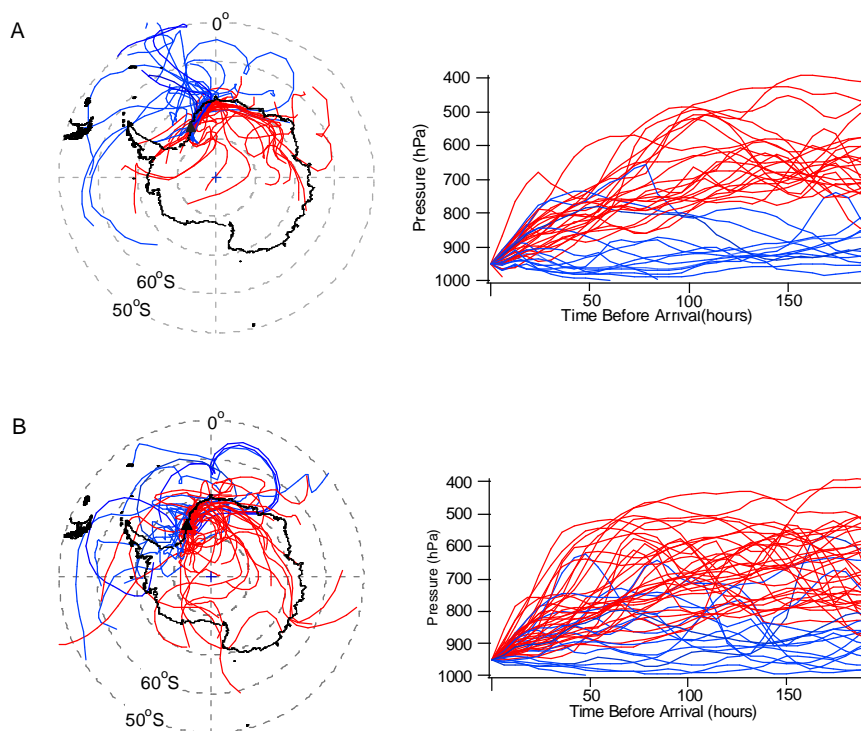 A
0°
60°S
50°S
400
500
600
700
800
900
1000
Pressure (hPa)
50
100
150
Time Before Arrival(hours)
B
0°
60°S
50°S
400
500
600
700
800
900
1000
Pressure (hPa)
50
100
150
Time Before Arrival (hours)